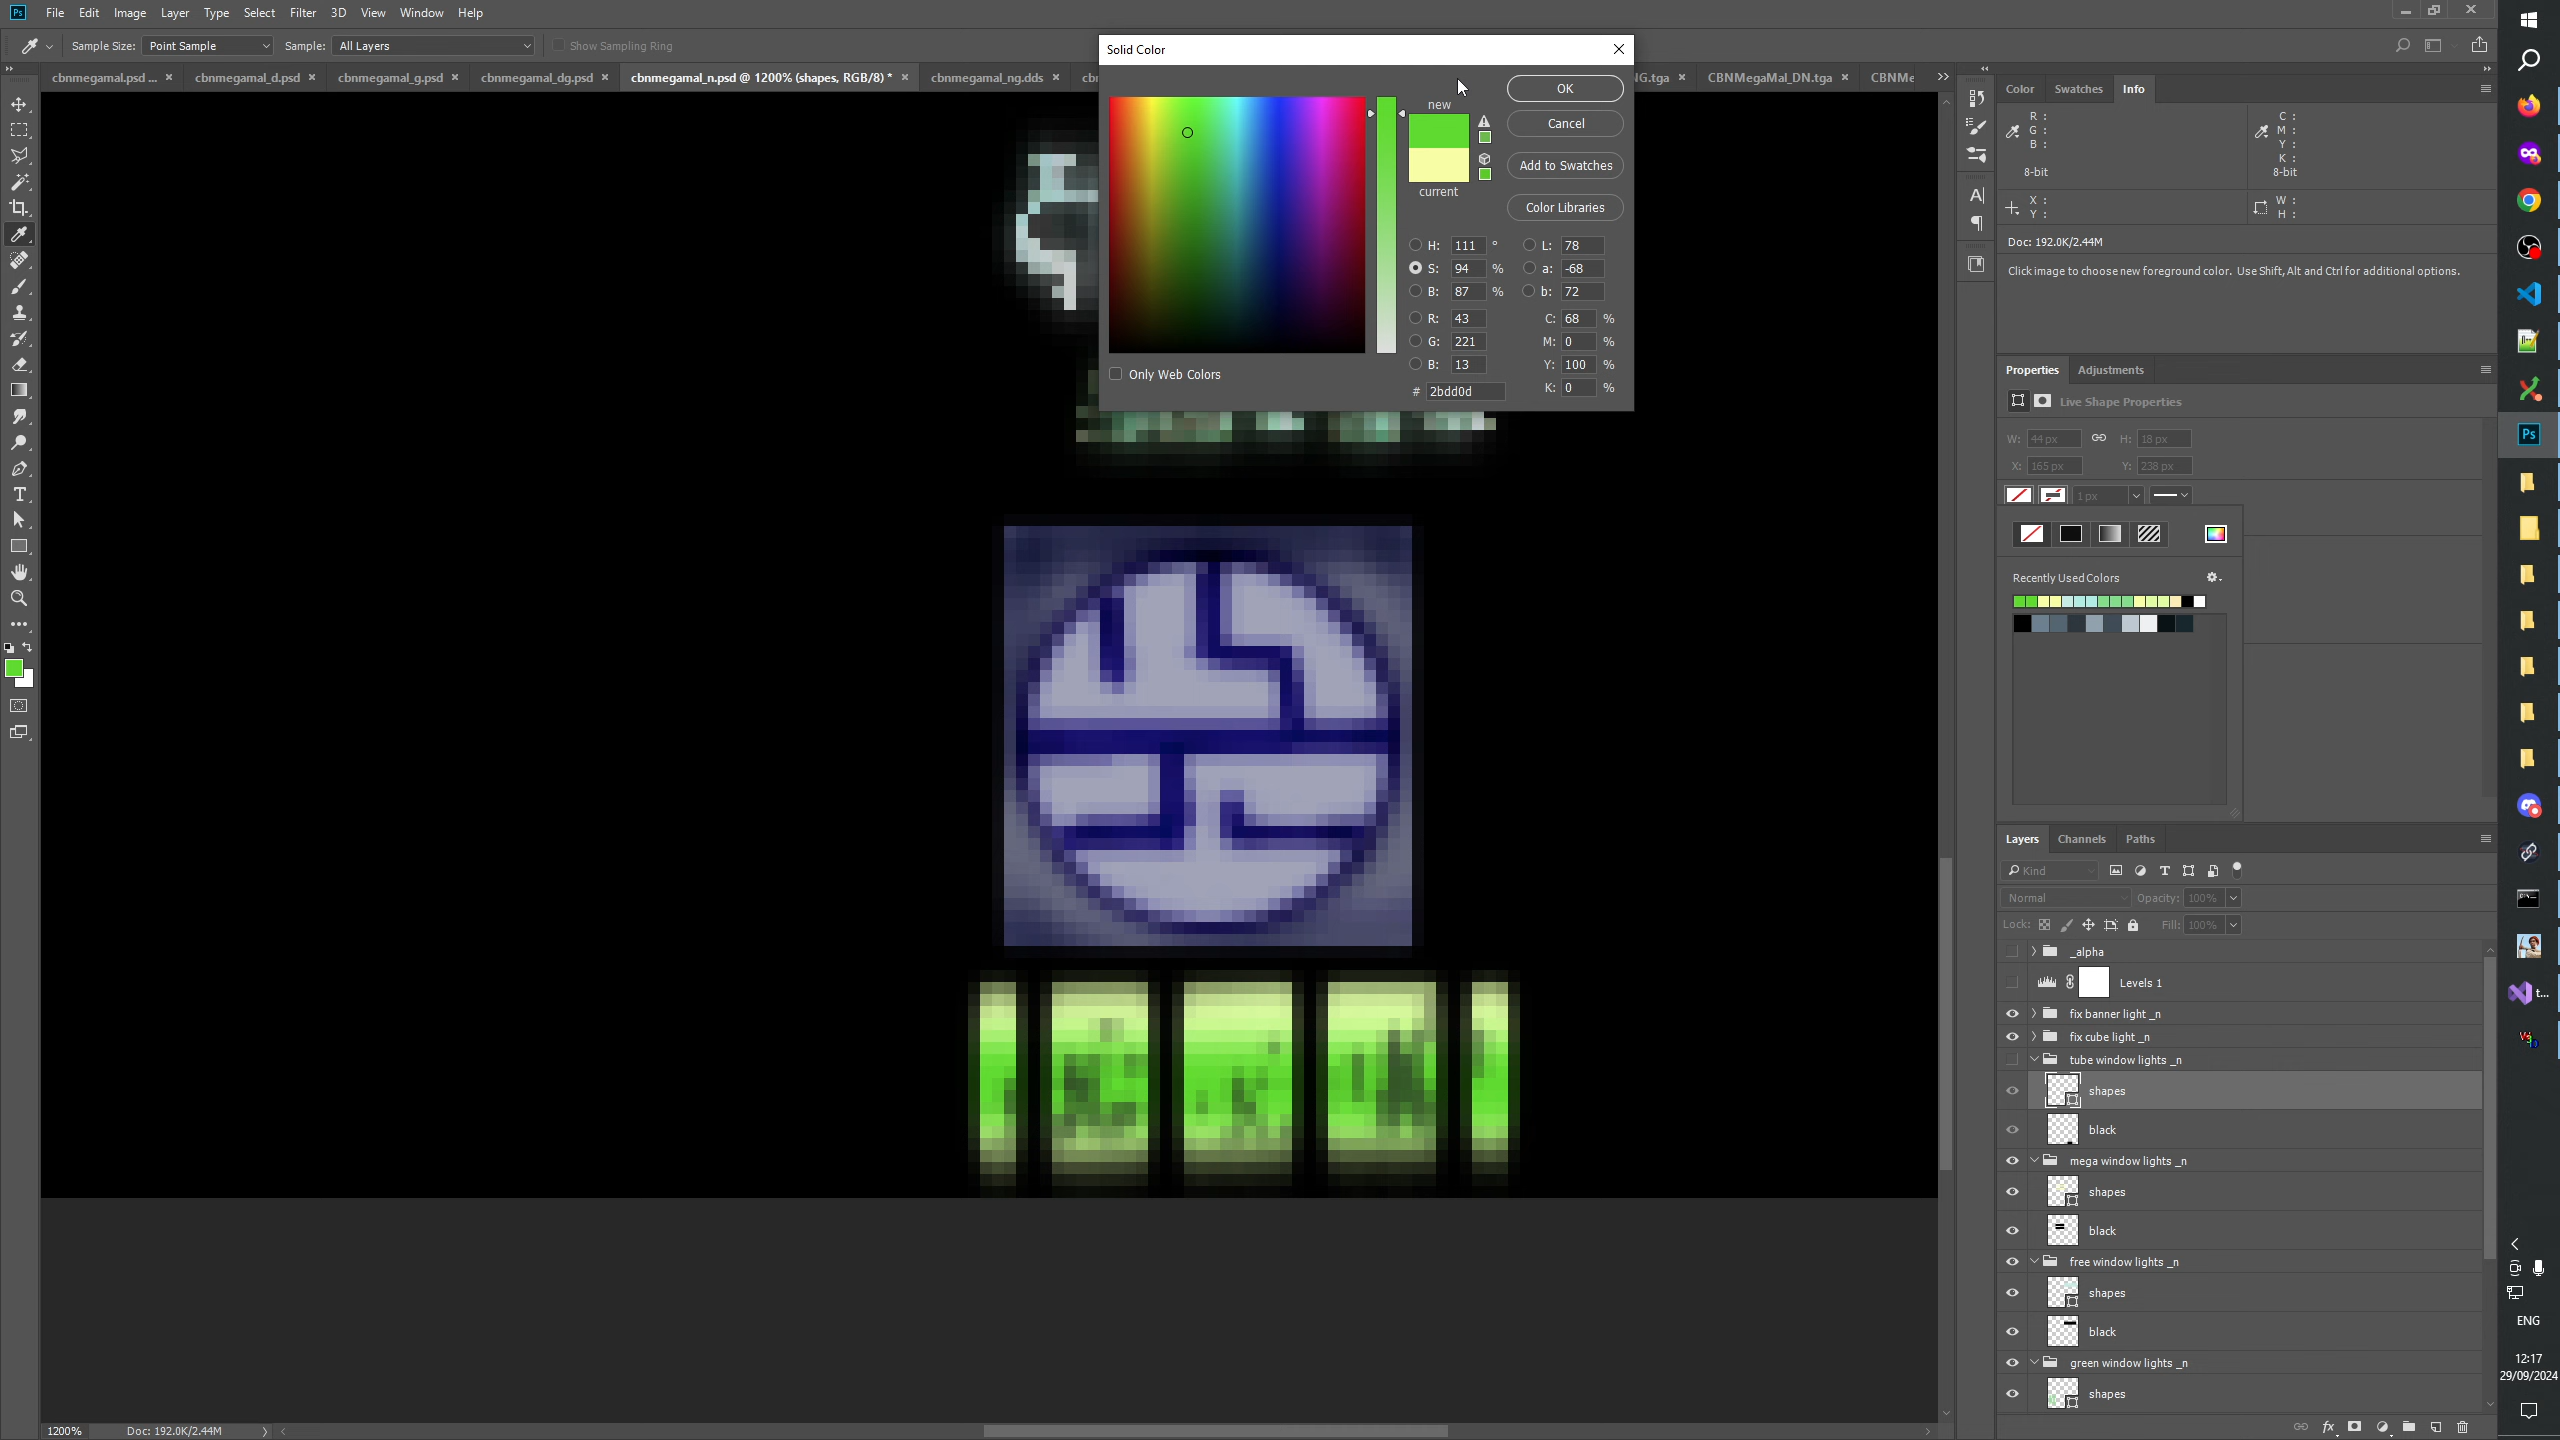 Ps File Edit Image Layer Type Select Filter 3D View Window Help
Sample Size: Point Sample Sample: All Layers Show Sampling Ring
cbnmegamal.psd ... × cbnmegamal_d.psd × cbnmegamal_g.psd × cbnmegamal_dg.psd × cbnmegamal_n.psd @ 1200% (shapes, RGB/8) * × cbnmegamal_ng.dds × NG.tga × CBNMegaMal_DN.tga × CBNMe
Solid Color
new
current
OK
Cancel
Add to Swatches
Color Libraries
H: 111 ° L: 78
S: 94 % a: -68
B: 87 % b: 72
R: 43 C: 68 %
G: 221 M: 0 %
B: 13 Y: 100 %
# 2bdd0d K: 0 %
Only Web Colors
Color Swatches Info
R: C:
G: M:
B: Y:
K:
8-bit 8-bit
X: W:
Y: H:
Doc: 192.0K/2.44M
Click image to choose new foreground color. Use Shift, Alt and Ctrl for additional options.
Properties Adjustments
Live Shape Properties
W: 44 px H: 18 px
X: 165 px Y: 238 px
1 px
Recently Used Colors
Layers Channels Paths
Kind
Normal Opacity: 100%
Lock: Fill: 100%
_alpha
Levels 1
fix banner light _n
fix cube light _n
tube window lights _n
shapes
black
mega window lights _n
shapes
black
free window lights _n
shapes
black
green window lights _n
shapes
1200% Doc: 192.0K/2.44M
Ps
t...
ENG
12:17
29/09/2024